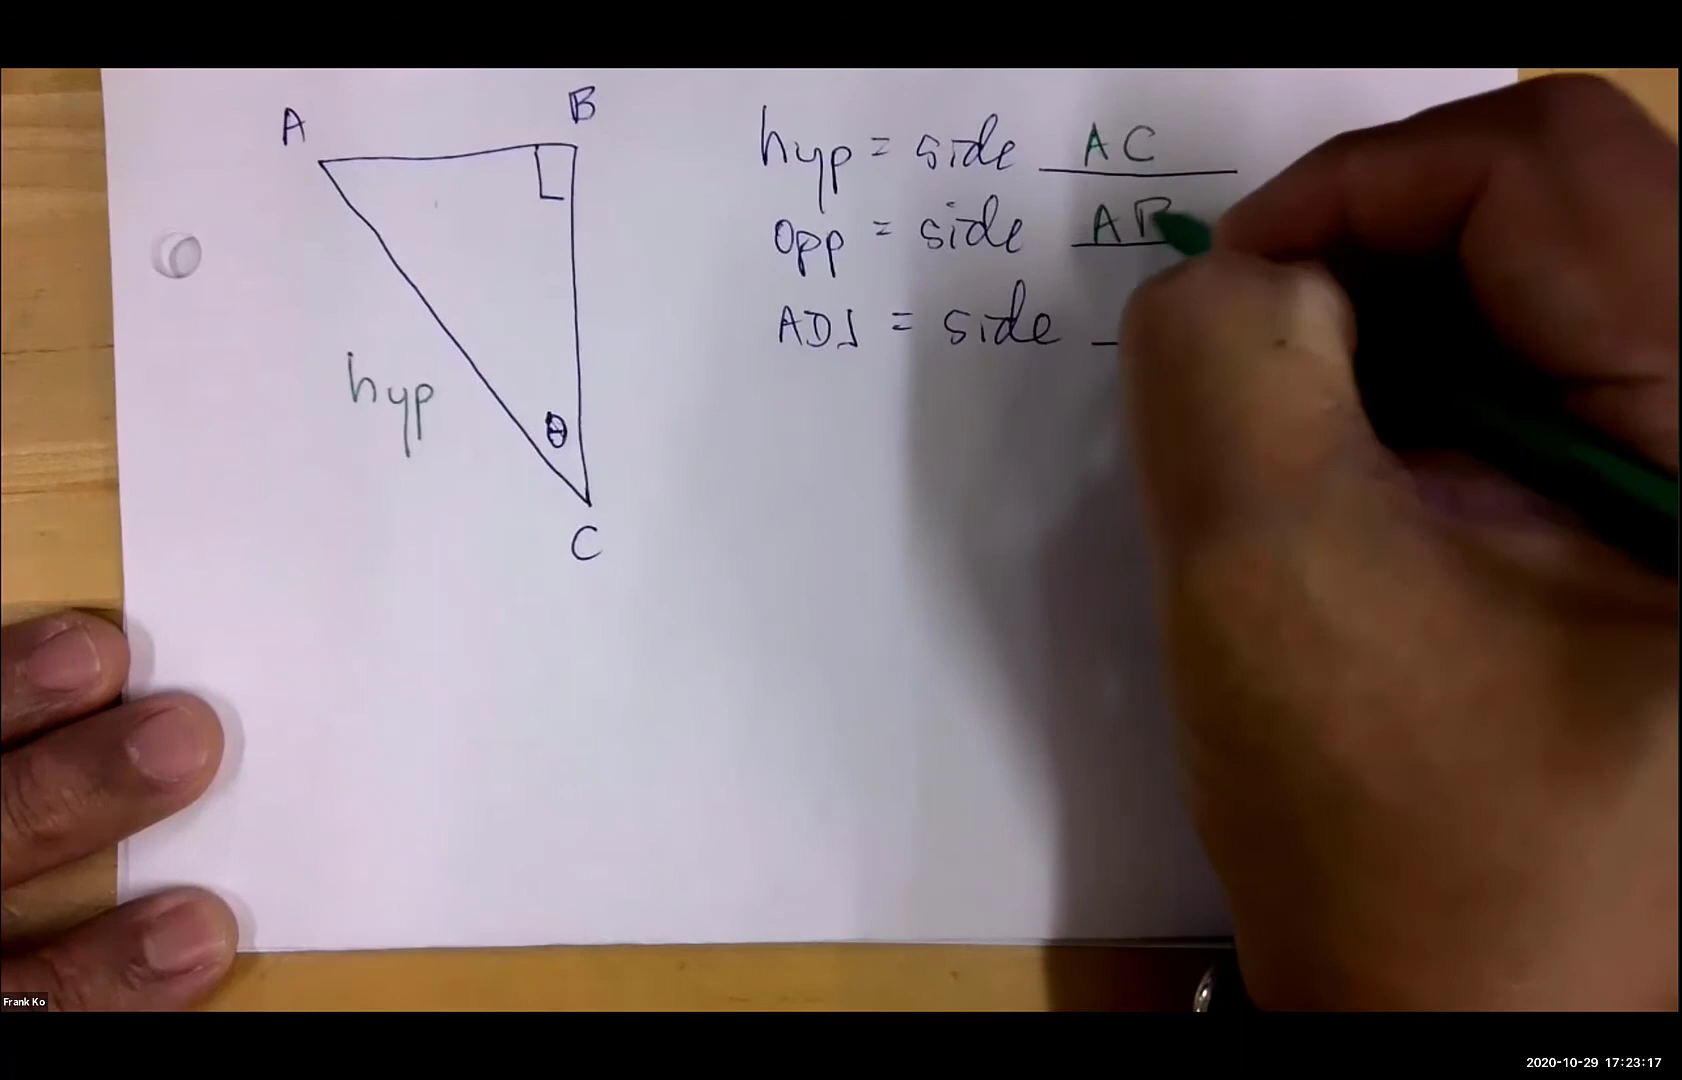 A
B
hyp = side AC
opp = side AB
ADJ = side
hyp
θ
C
Frank Ko
2020-10-29 17:23:17